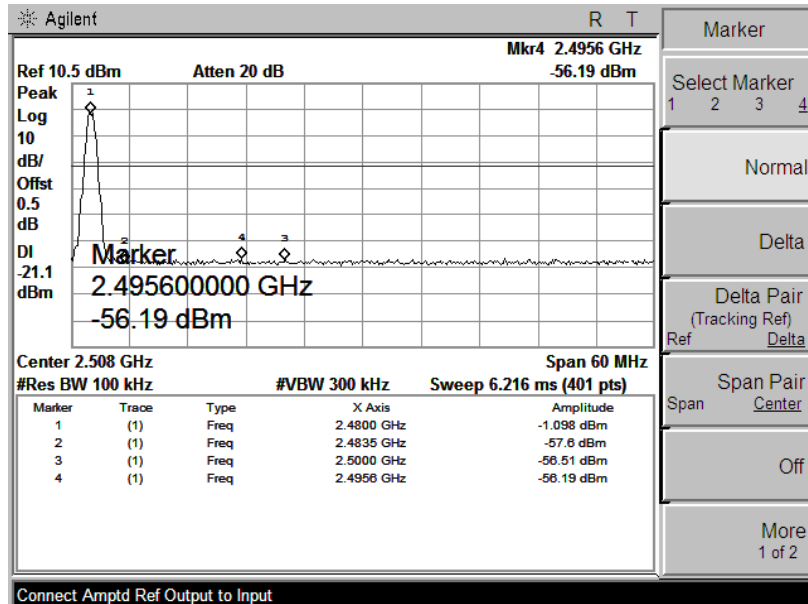 Agilent R T
Mkr4 2.4956 GHz
Ref 10.5 dBm Atten 20 dB -56.19 dBm
Peak
Log
10
dB/
Offst
0.5
dB
DI
-21.1
dBm
1
2
4
3
Marker
2.495600000 GHz
-56.19 dBm
Center 2.508 GHz Span 60 MHz
#Res BW 100 kHz #VBW 300 kHz Sweep 6.216 ms (401 pts)
Marker Trace Type X Axis Amplitude
1 (1) Freq 2.4800 GHz -1.098 dBm
2 (1) Freq 2.4835 GHz -57.6 dBm
3 (1) Freq 2.5000 GHz -56.51 dBm
4 (1) Freq 2.4956 GHz -56.19 dBm
Connect Amptd Ref Output to Input
Marker
Select Marker
1 2 3 4
Normal
Delta
Delta Pair
(Tracking Ref)
Ref Delta
Span Pair
Span Center
Off
More
1 of 2